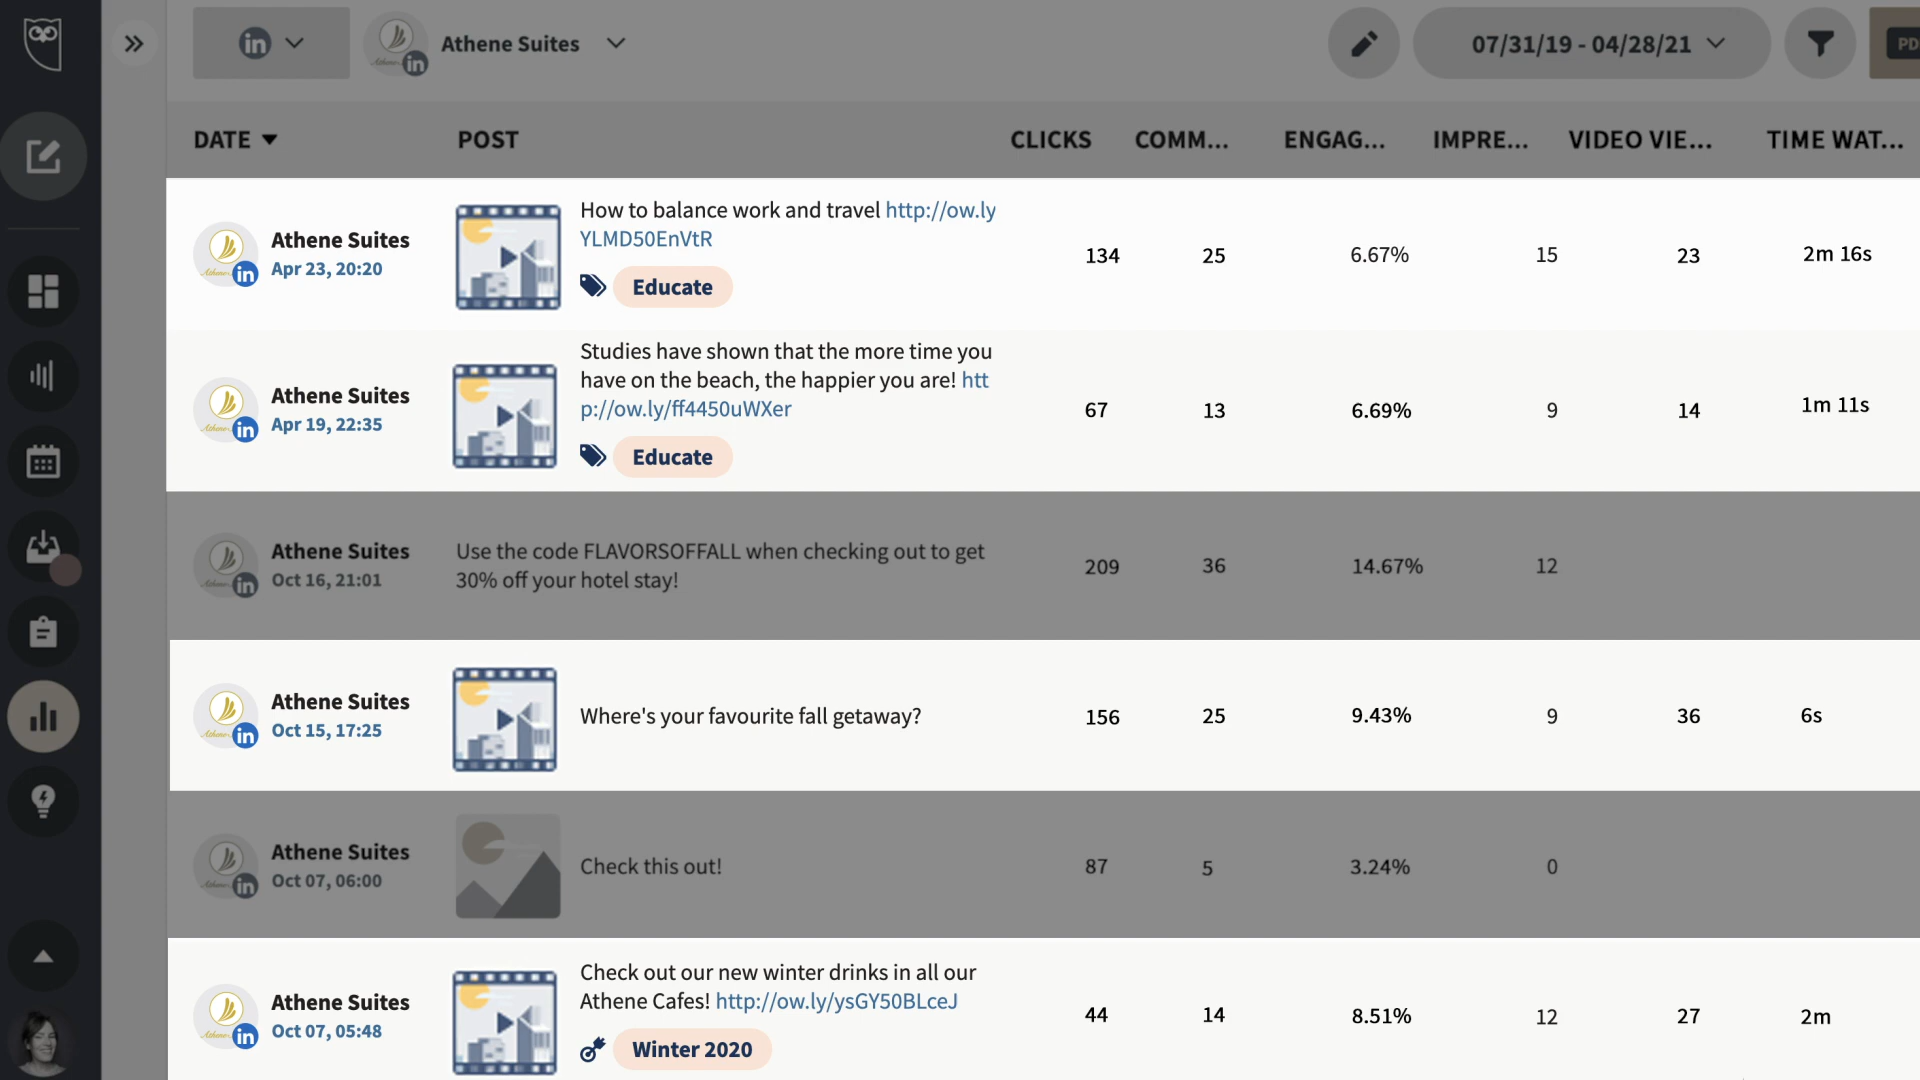 in
Athene Suites
07/31/19 - 04/28/21
PD
DATE POST CLICKS COMM... ENGAG... IMPRE... VIDEO VIE... TIME WAT...
Athene Suites
Apr 23, 20:20
How to balance work and travel http://ow.ly
YLMD50EnVtR
Educate
134 25 6.67% 15 23 2m 16s
Athene Suites
Apr 19, 22:35
Studies have shown that the more time you
have on the beach, the happier you are! htt
p://ow.ly/ff4450uWXer
Educate
67 13 6.69% 9 14 1m 11s
Athene Suites
Oct 16, 21:01
Use the code FLAVORSOFFALL when checking out to get
30% off your hotel stay!
209 36 14.67% 12
Athene Suites
Oct 15, 17:25
Where's your favourite fall getaway?
156 25 9.43% 9 36 6s
Athene Suites
Oct 07, 06:00
Check this out!
87 5 3.24% 0
Athene Suites
Oct 07, 05:48
Check out our new winter drinks in all our
Athene Cafes! http://ow.ly/ysGY50BLceJ
Winter 2020
44 14 8.51% 12 27 2m